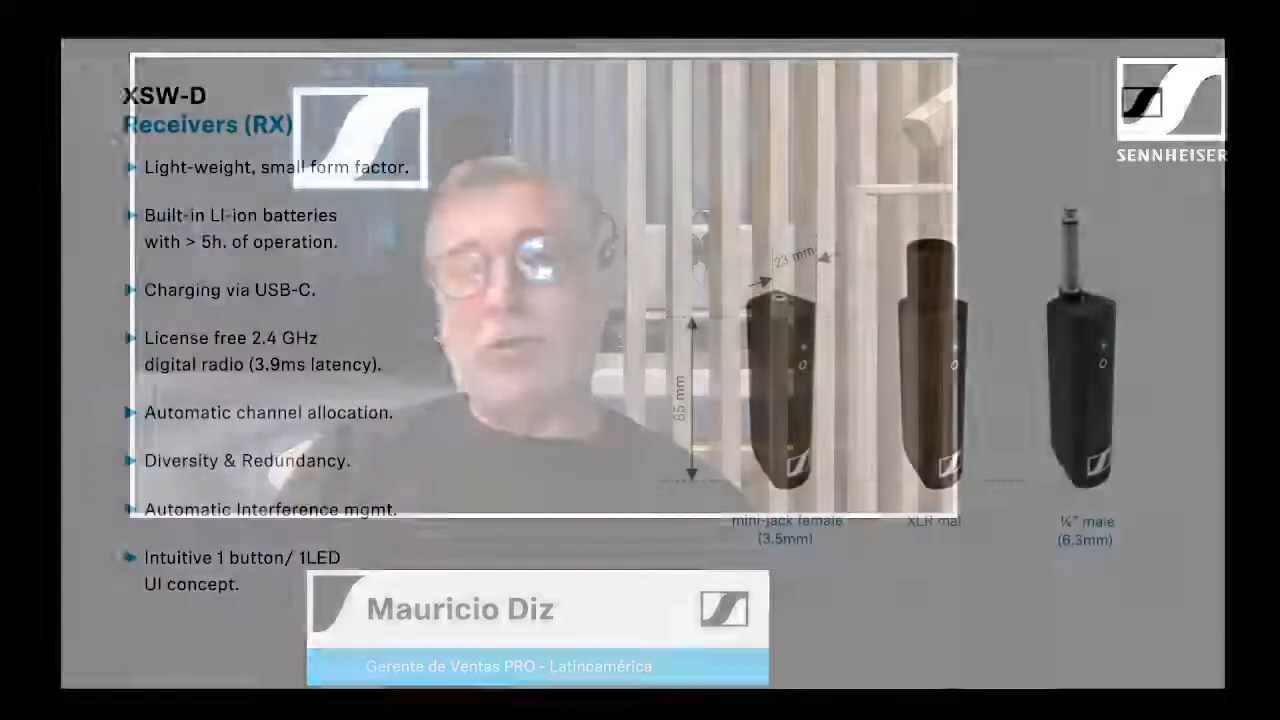 XSW-D
Receivers (RX)
Light-weight, small form factor.
Built-in LI-ion batteries
with > 5h. of operation.
Charging via USB-C.
License free 2.4 GHz
digital radio (3.9ms latency).
Automatic channel allocation.
Diversity & Redundancy.
Automatic Interference mgmt.
Intuitive 1 button/ 1LED
UI concept.
SENNHEISER
23 mm
85 mm
mini-jack female
(3.5mm)
XLR mal
¼” male
(6.3mm)
Mauricio Diz
Gerente de Ventas PRO - Latinoamérica